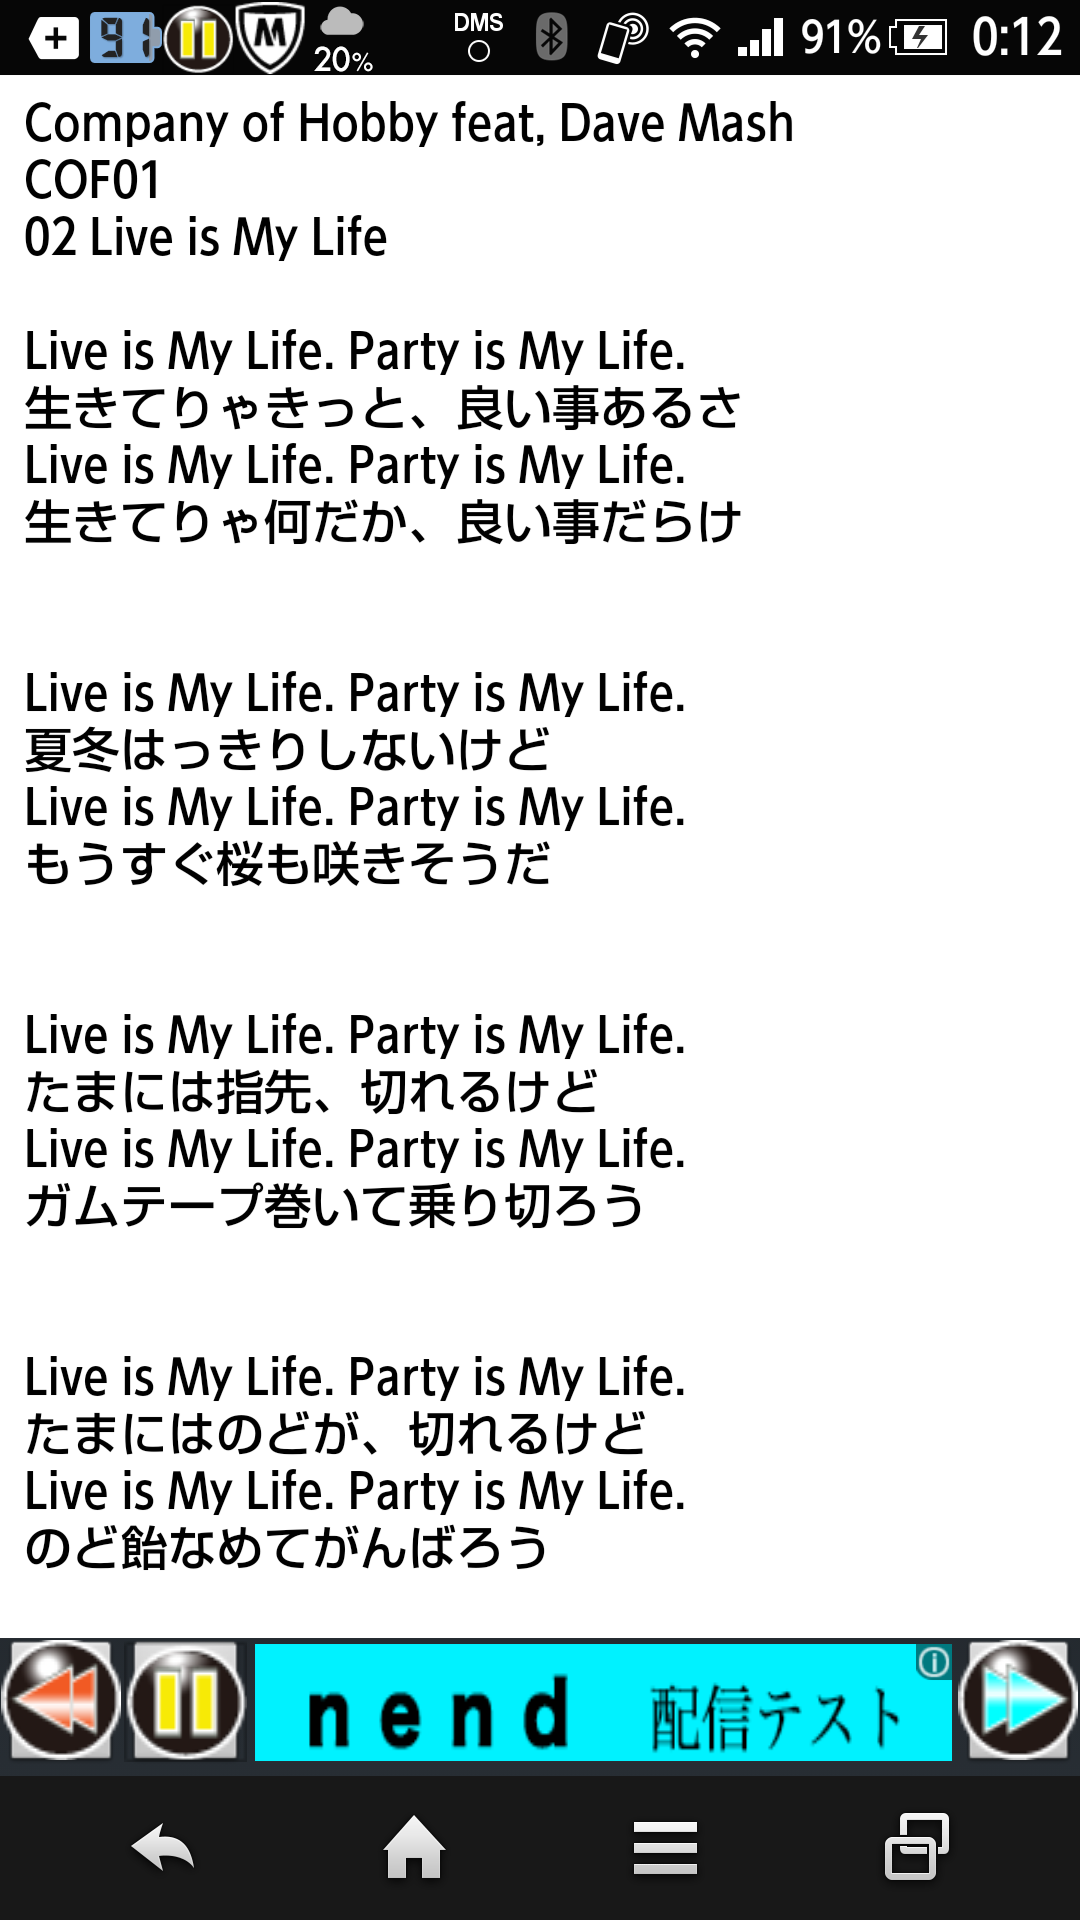 91
M
20%
DMS
91%
0:12
Company of Hobby feat, Dave Mash
COF01
02 Live is My Life
Live is My Life. Party is My Life.
生きてりゃきっと、良い事あるさ
Live is My Life. Party is My Life.
生きてりゃ何だか、良い事だらけ
Live is My Life. Party is My Life.
夏冬はっきりしないけど
Live is My Life. Party is My Life.
もうすぐ桜も咲きそうだ
Live is My Life. Party is My Life.
たまには指先、切れるけど
Live is My Life. Party is My Life.
ガムテープ巻いて乗り切ろう
Live is My Life. Party is My Life.
たまにはのどが、切れるけど
Live is My Life. Party is My Life.
のど飴なめてがんばろう
nend 配信テスト